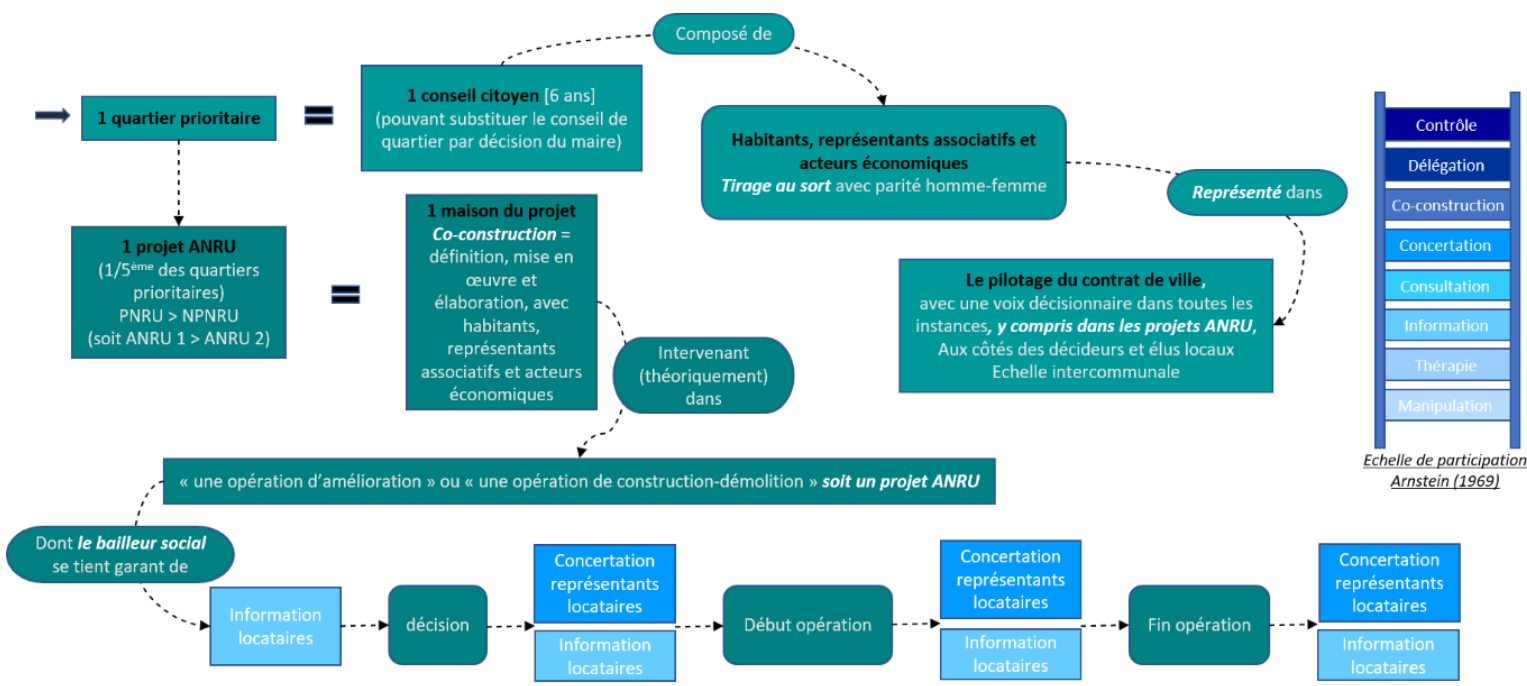 Composé de
1 quartier prioritaire
=
1 conseil citoyen [6 ans]
(pouvant substituer le conseil de
quartier par décision du maire)
Habitants, représentants associatifs et
acteurs économiques
Tirage au sort avec parité homme-femme
Représenté dans
Le pilotage du contrat de ville,
avec une voix décisionnaire dans toutes les
instances, y compris dans les projets ANRU,
Aux côtés des décideurs et élus locaux
Echelle intercommunale
1 projet ANRU
(1/5ème des quartiers
prioritaires)
PNRU > NPNRU
(soit ANRU 1 > ANRU 2)
=
1 maison du projet
Co-construction =
définition, mise en
œuvre et
élaboration, avec
habitants,
représentants
associatifs et acteurs
économiques
Intervenant
(théoriquement)
dans
« une opération d’amélioration » ou « une opération de construction-démolition » soit un projet ANRU
Dont le bailleur social
se tient garant de
Information
locataires
décision
Concertation
représentants
locataires
Information
locataires
Début opération
Concertation
représentants
locataires
Information
locataires
Fin opération
Concertation
représentants
locataires
Information
locataires
Contrôle
Délégation
Co-construction
Concertation
Consultation
Information
Thérapie
Manipulation
Echelle de participation
Arnstein (1969)